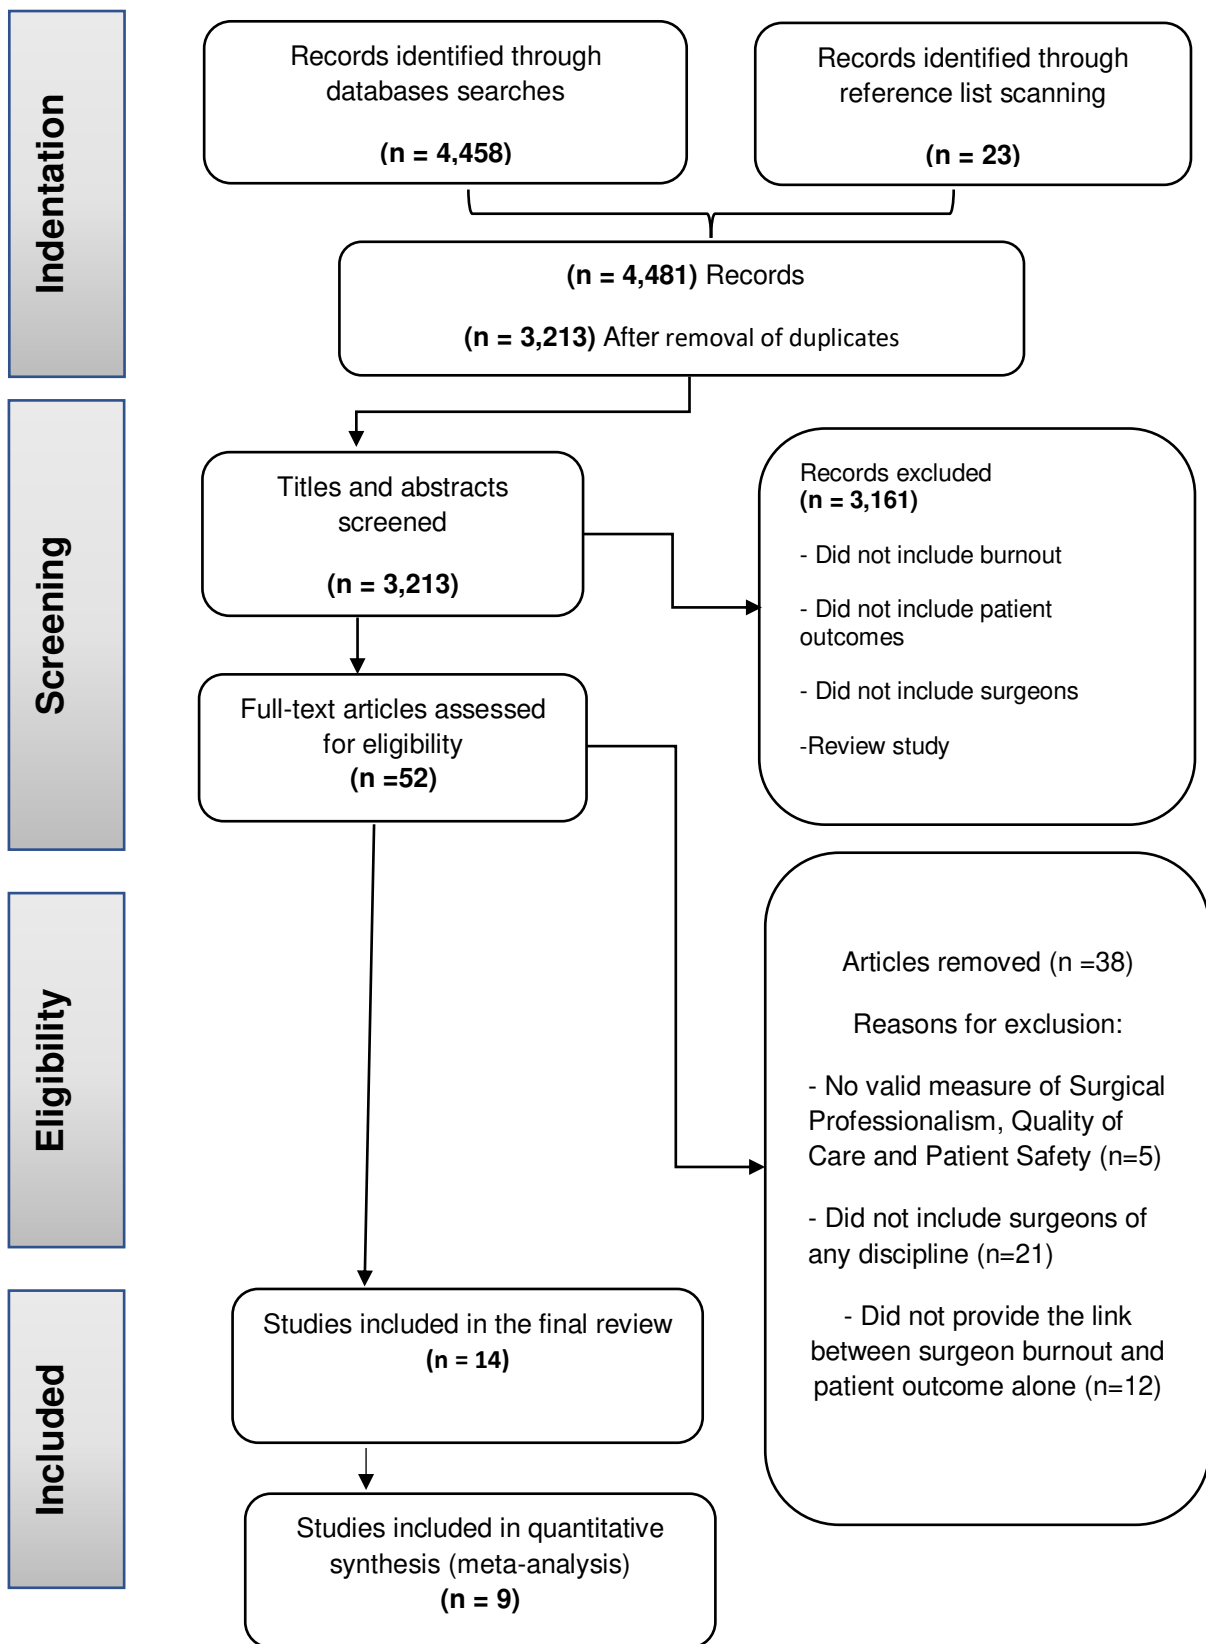 Indentation
Records identified through
databases searches
(n = 4,458)
Records identified through
reference list scanning
(n = 23)
(n = 4,481) Records
(n = 3,213) After removal of duplicates
Screening
Titles and abstracts
screened
(n = 3,213)
Records excluded
(n = 3,161)
- Did not include burnout
- Did not include patient
outcomes
- Did not include surgeons
-Review study
Full-text articles assessed
for eligibility
(n =52)
Eligibility
Articles removed (n =38)
Reasons for exclusion:
- No valid measure of Surgical
Professionalism, Quality of
Care and Patient Safety (n=5)
- Did not include surgeons of
any discipline (n=21)
- Did not provide the link
between surgeon burnout and
patient outcome alone (n=12)
Included
Studies included in the final review
(n = 14)
Studies included in quantitative
synthesis (meta-analysis)
(n = 9)